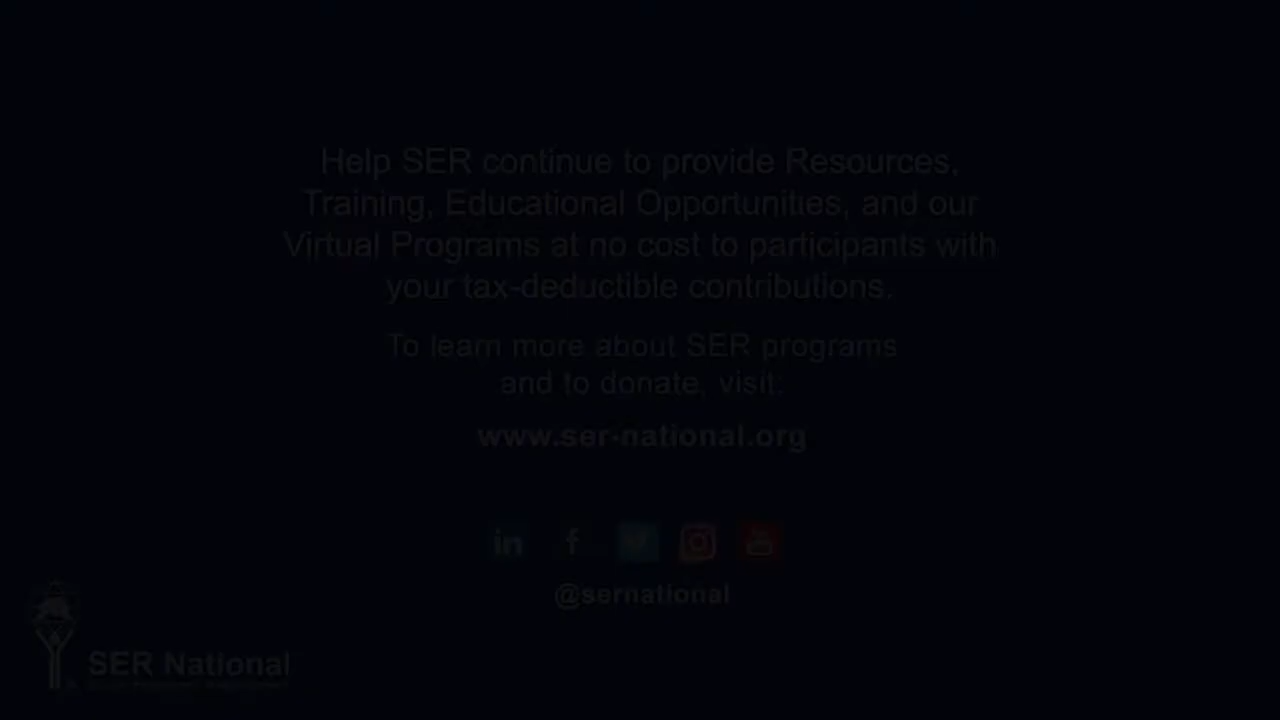 Help SER continue to provide Resources,
Training, Educational Opportunities, and our
Virtual Programs at no cost to participants with
your tax-deductible contributions.
To learn more about SER programs
and to donate, visit:
www.ser-national.org
in f You
@sernational
SER National